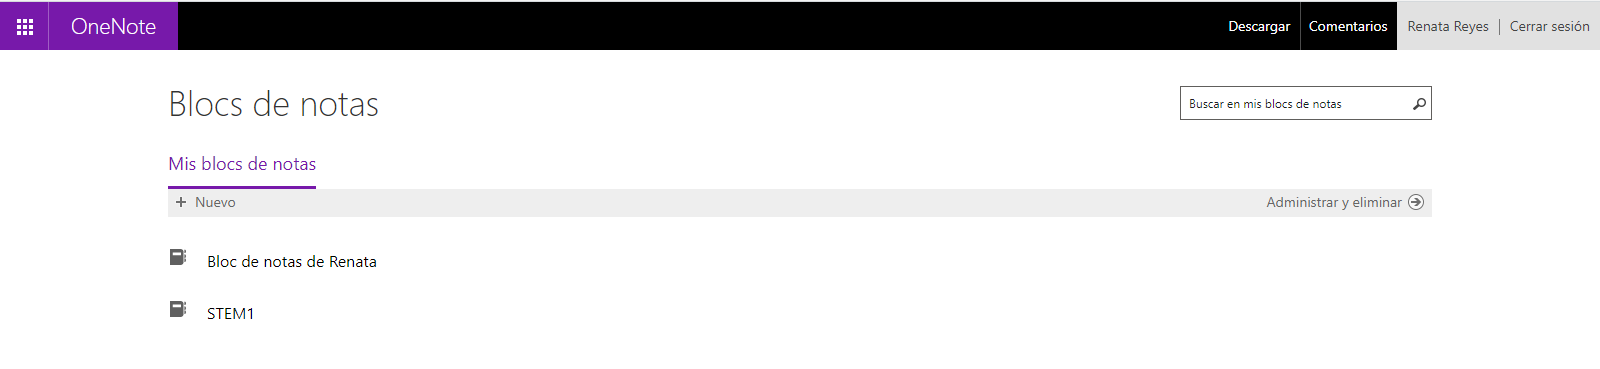 OneNote
Descargar
Comentarios
Renata Reyes | Cerrar sesión
Blocs de notas
Buscar en mis blocs de notas
Mis blocs de notas
+ Nuevo
Administrar y eliminar
Bloc de notas de Renata
STEM1